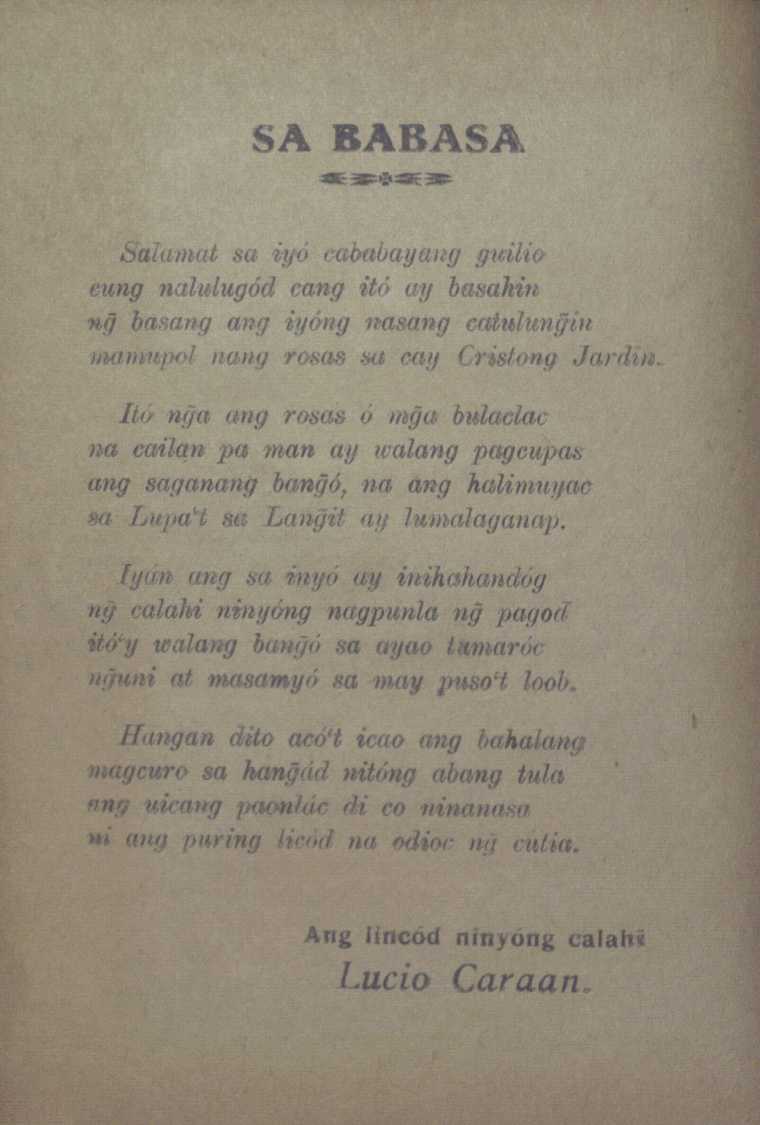 SA BABASA
Salamat sa iyó cababayang guilio
cung nalulugód cang itó ay basahin
ng̃ basang ang iyóng nasang catulung̃in
mamupol nang rosas sa cay Cristong Jardin.
Itó ng̃a ang rosas ó mg̃a bulaclac
na cailan pa man ay walang pagcupas
ang saganang bang̃ó, na ang halimuyac
sa Lupa‘t sa Lang̃it ay lumalaganap.
Iyán ang sa inyó ay inihahandóg
ng̃ calahi ninyóng nagpunla ng̃ pagod
itó‘y walang bang̃ó sa ayao tumaróc
ng̃uni at masamyó sa may puso‘t loob.
Hangan dito acó‘t icao ang bahalang
magcuro sa hang̃ád nitóng abang tula
ang uicang paonlác di co ninanasa
ni ang puring licód na odioc ng̃ cutia.
Ang lincód ninyóng calahi
Lucio Caraan.